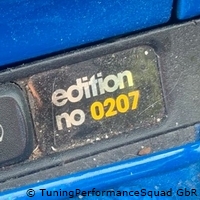 edition
no 0207
© TuningPerformanceSquad GbR